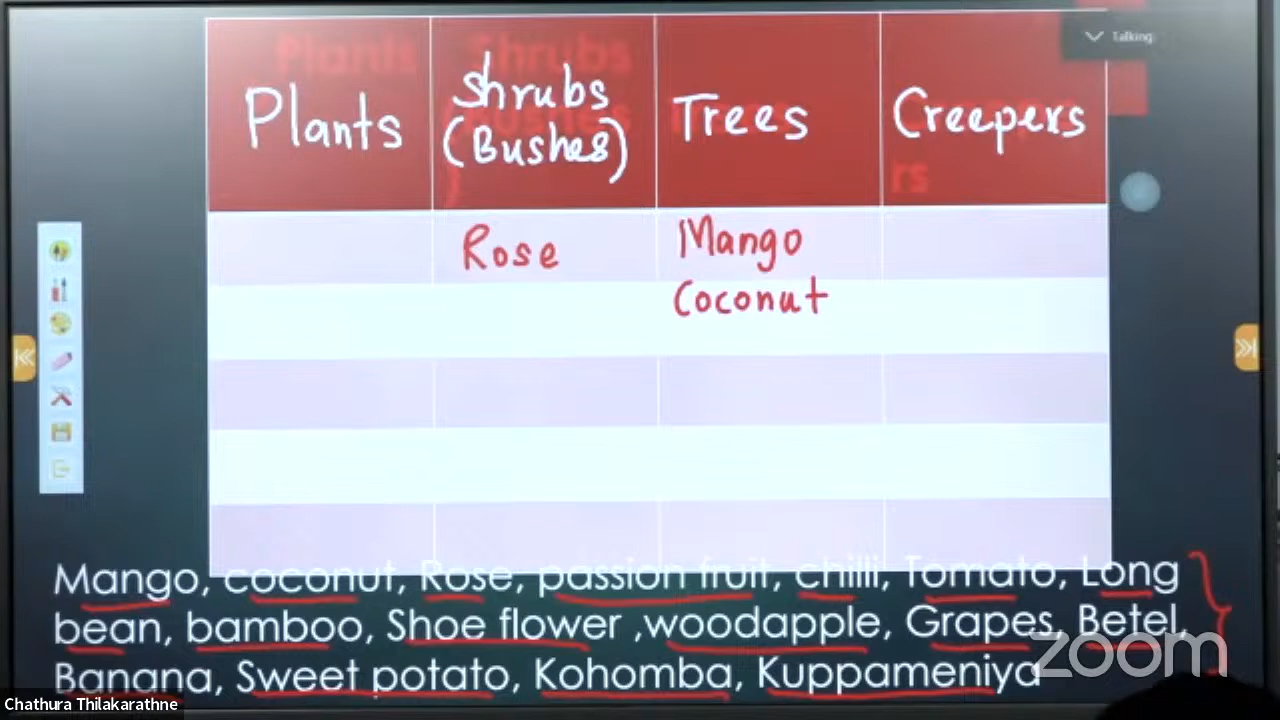 Talking:
Plants
Shrubs
(Bushes)
Trees
Creepers
Rose
Mango
Coconut
Mango, coconut, Rose, passion fruit, chilli, Tomato, Long
bean, bamboo, Shoe flower ,woodapple, Grapes, Betel,
Banana, Sweet potato, Kohomba, Kuppameniya
zoom
Chathura Thilakarathne